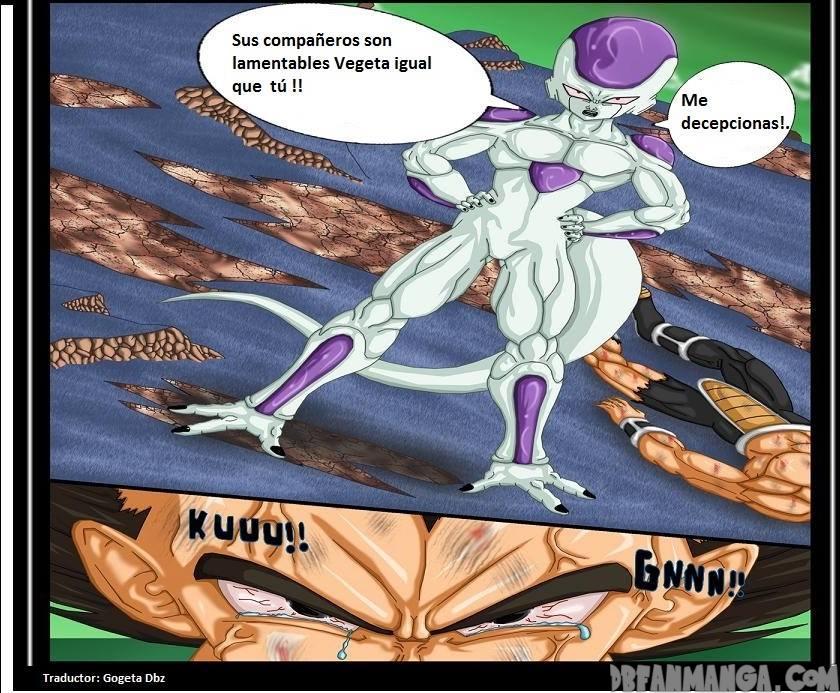 Sus compañeros son
lamentables Vegeta igual
que tú !!
Me
decepcionas!.
KUUU!!
GNNN!!
Traductor: Gogeta Dbz
DBFANMANGA.COM